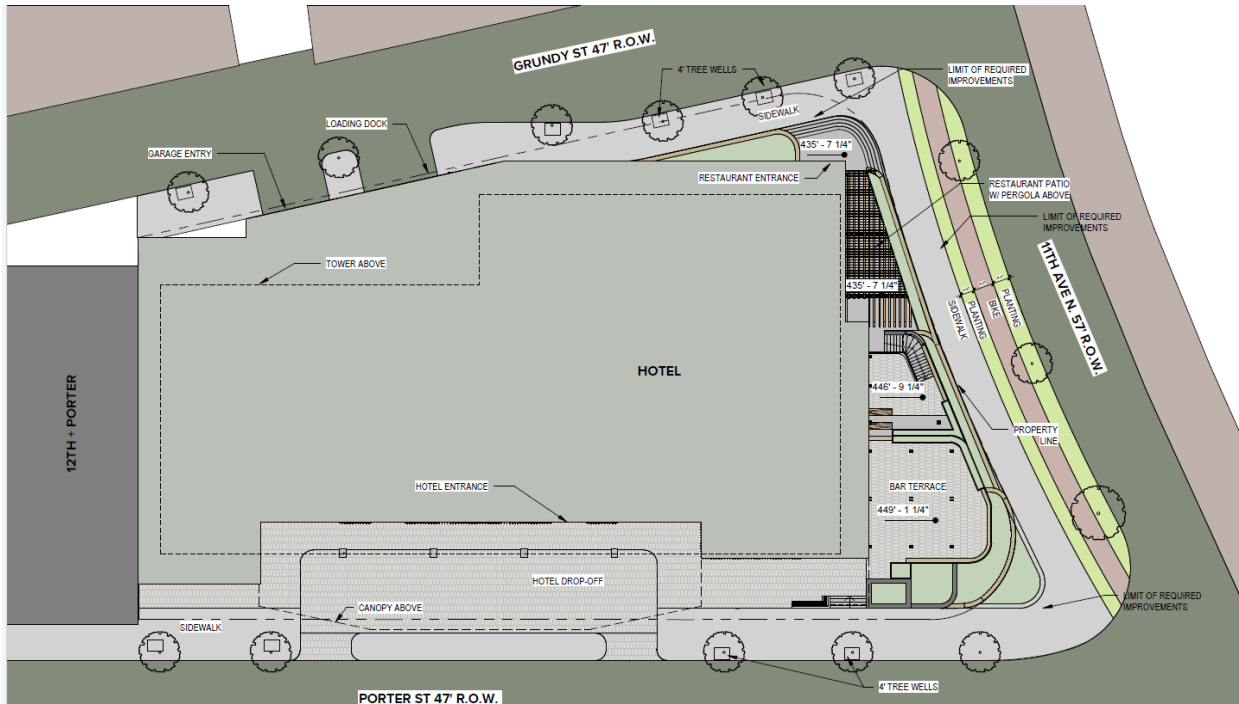 GRUNDY ST 47' R.O.W.
4' TREE WELLS
LIMIT OF REQUIRED
IMPROVEMENTS
SIDEWALK
LOADING DOCK
GARAGE ENTRY
435' - 7 1/4"
RESTAURANT ENTRANCE
RESTAURANT PATIO
W/ PERGOLA ABOVE
LIMIT OF REQUIRED
IMPROVEMENTS
11TH AVE N. 57' R.O.W.
TOWER ABOVE
435' - 7 1/4"
SIDEWALK
PLANTING
BIKE
PLANTING
HOTEL
446' - 9 1/4"
12TH + PORTER
PROPERTY
LINE
HOTEL ENTRANCE
BAR TERRACE
449' - 1 1/4"
HOTEL DROP-OFF
CANOPY ABOVE
LIMIT OF REQUIRED
IMPROVEMENTS
SIDEWALK
4' TREE WELLS
PORTER ST 47' R.O.W.